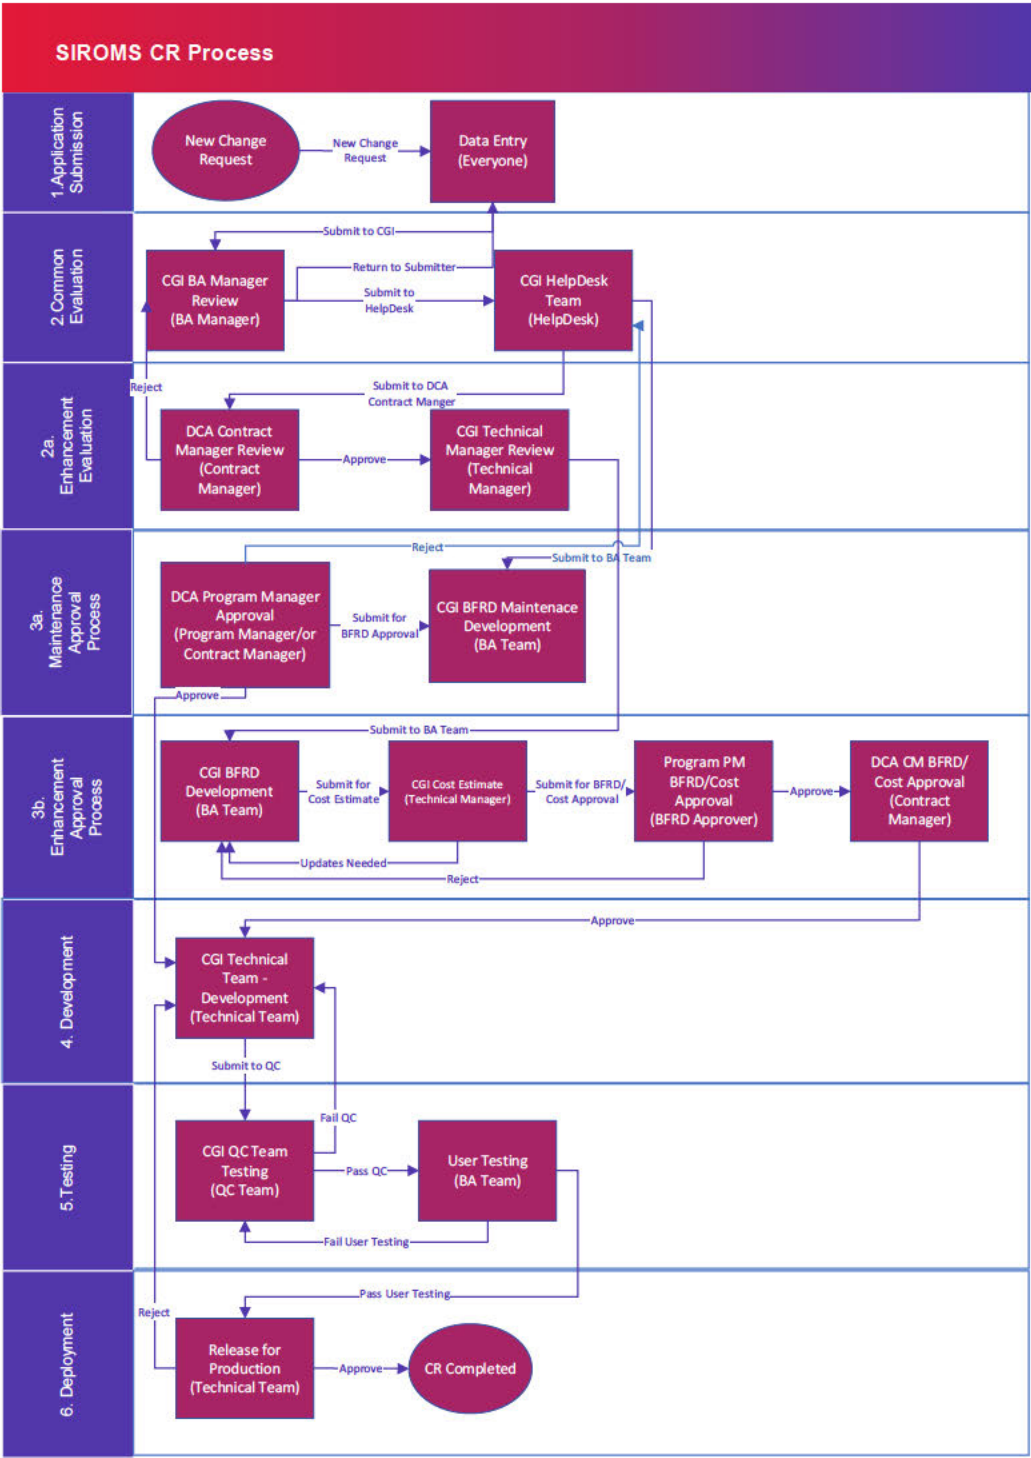 SIROMS CR Process
1.Application
Submission
New Change
Request
New Change
Request
Data Entry
(Everyone)
2.Common
Evaluation
Submit to CGI
CGI BA Manager
Review
(BA Manager)
Return to Submitter
Submit to
HelpDesk
CGI HelpDesk
Team
(HelpDesk)
Reject
2a.
Enhancement
Evaluation
Submit to DCA
Contract Manger
DCA Contract
Manager Review
(Contract
Manager)
Approve
CGI Technical
Manager Review
(Technical
Manager)
3a.
Maintenance
Approval
Process
Reject
Submit to BA Team
DCA Program Manager
Approval
(Program Manager/or
Contract Manager)
Submit for
BFRD Approval
CGI BFRD Maintenace
Development
(BA Team)
Approve
3b.
Enhancement
Approval
Process
Submit to BA Team
CGI BFRD
Development
(BA Team)
Submit for
Cost Estimate
CGI Cost Estimate
(Technical Manager)
Submit for BFRD/
Cost Approval
Program PM
BFRD/Cost
Approval
(BFRD Approver)
Approve
DCA CM BFRD/
Cost Approval
(Contract
Manager)
Updates Needed
Reject
4. Development
Approve
CGI Technical
Team -
Development
(Technical Team)
Submit to QC
5.Testing
Fail QC
CGI QC Team
Testing
(QC Team)
Pass QC
User Testing
(BA Team)
Fail User Testing
6. Deployment
Pass User Testing
Reject
Release for
Production
(Technical Team)
Approve
CR Completed